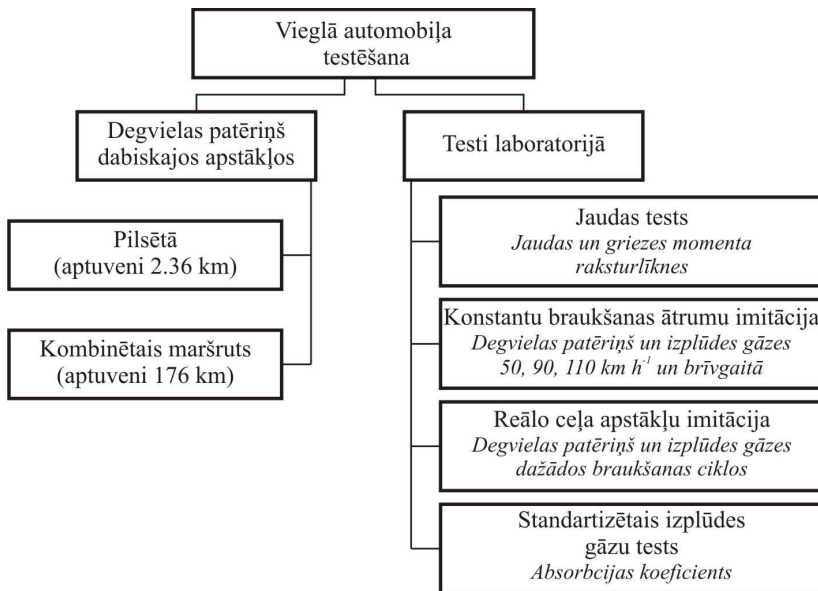 Vieglā automobiļa
testēšana
Degvielas patēriņš
dabiskajos apstākļos
Testi laboratorijā
Pilsētā
(aptuveni 2.36 km)
Kombinētais maršruts
(aptuveni 176 km)
Jaudas tests
Jaudas un griezes momenta
raksturlīknes
Konstantu braukšanas ātrumu imitācija
Degvielas patēriņš un izplūdes gāzes
50, 90, 110 km h⁻¹ un brīvgaitā
Reālo ceļa apstākļu imitācija
Degvielas patēriņš un izplūdes gāzes
dažādos braukšanas ciklos
Standartizētais izplūdes
gāzu tests
Absorbcijas koeficients